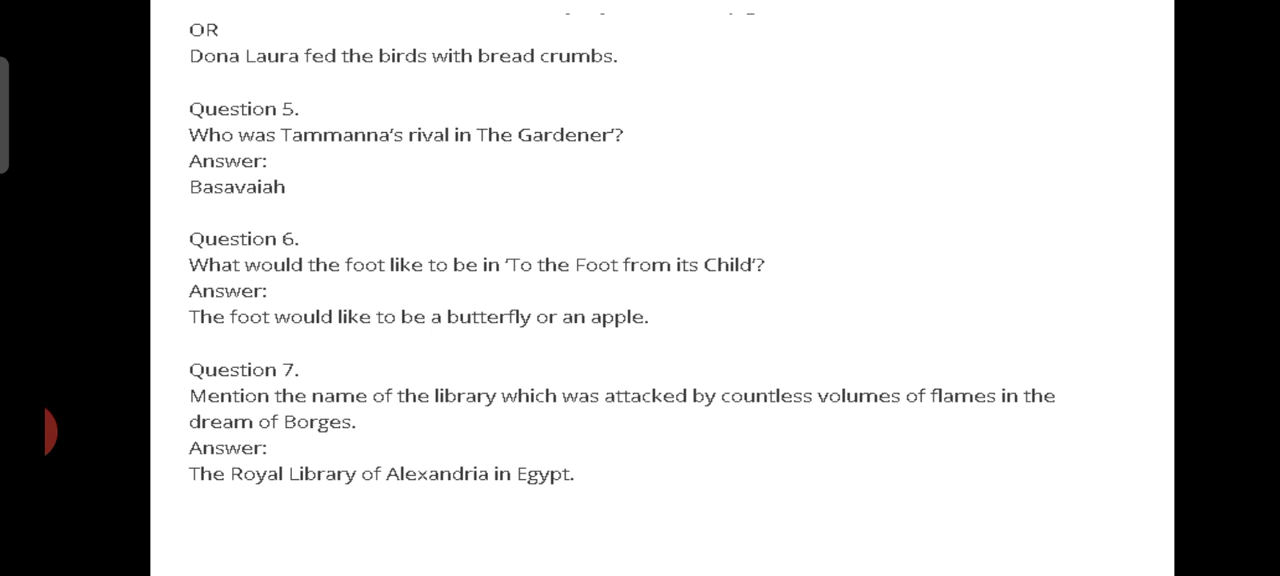 OR
Dona Laura fed the birds with bread crumbs.
Question 5.
Who was Tammanna's rival in The Gardener'?
Answer:
Basavaiah
Question 6.
What would the foot like to be in 'To the Foot from its Child'?
Answer:
The foot would like to be a butterfly or an apple.
Question 7.
Mention the name of the library which was attacked by countless volumes of flames in the
dream of Borges.
Answer:
The Royal Library of Alexandria in Egypt.